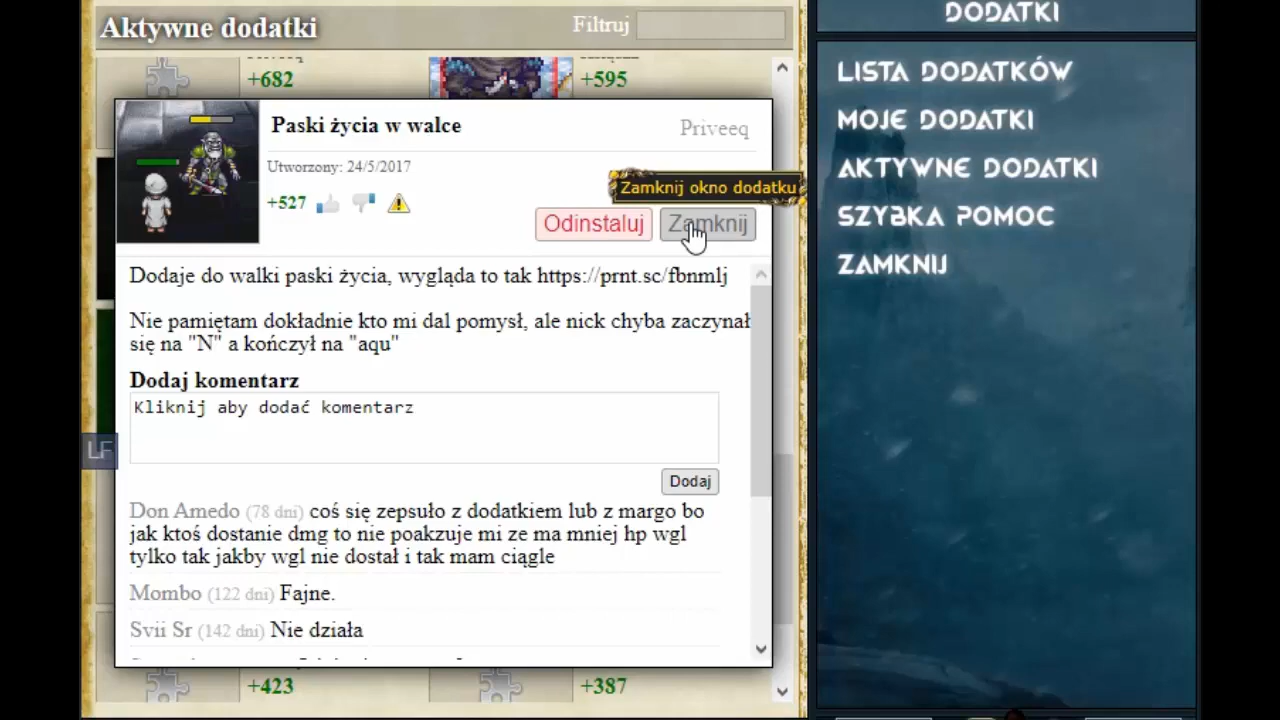 Aktywne dodatki
Filtruj
DODATKI
+682
+595
LISTA DODATKÓW
MOJE DODATKI
AKTYWNE DODATKI
SZYBKA POMOC
ZAMKNIJ
Paski życia w walce
Priveeq
Utworzony: 24/5/2017
Zamknij okno dodatku
+527
Odinstaluj
Zamknij
Dodaje do walki paski życia, wygląda to tak https://prnt.sc/fbnmlj
Nie pamiętam dokładnie kto mi dal pomysł, ale nick chyba zaczynał
się na "N" a kończył na "aqu"
Dodaj komentarz
Kliknij aby dodać komentarz
LF
Dodaj
Don Amedo (78 dni) coś się zepsuło z dodatkiem lub z margo bo
jak ktoś dostanie dmg to nie poakzuje mi ze ma mniej hp wgl
tylko tak jakby wgl nie dostał i tak mam ciągle
Mombo (122 dni) Fajne.
Svii Sr (142 dni) Nie działa
+423
+387